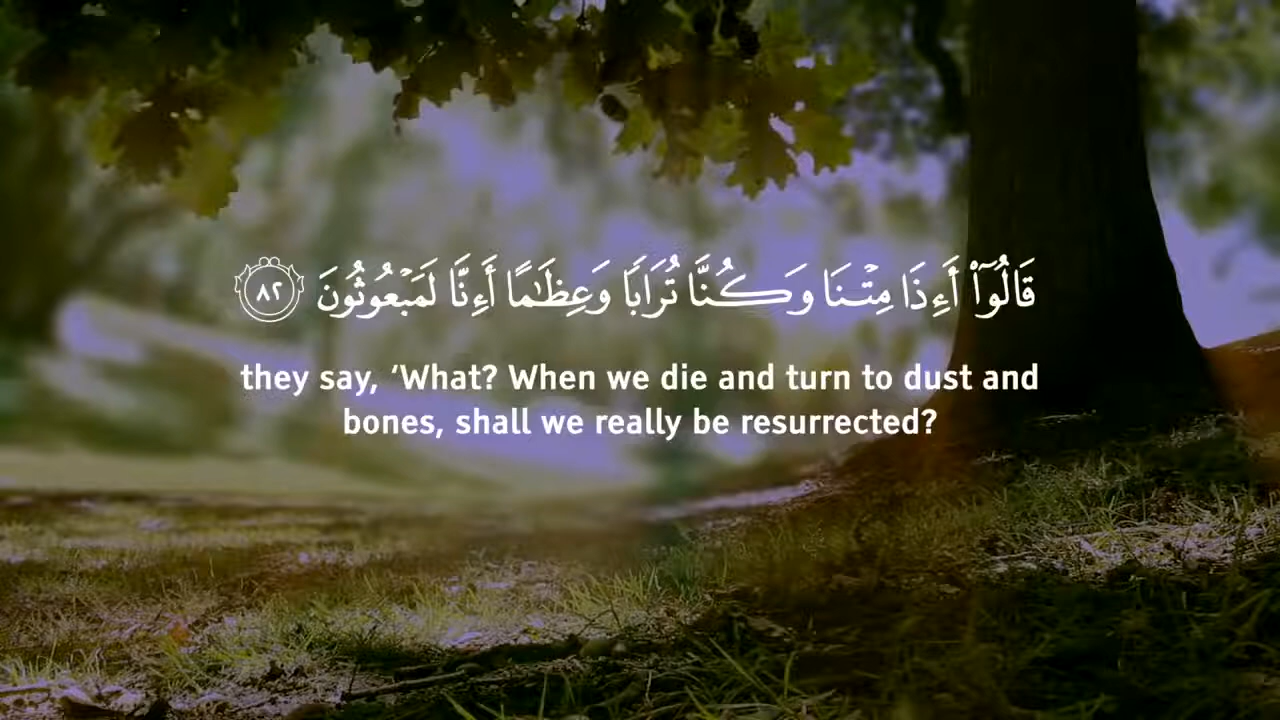 قَالُوٓا۟ أَءِذَا مِتْنَا وَكُنَّا تُرَابًا وَعِظَـٰمًا أَءِنَّا لَمَبْعُوثُونَ ٨٢
they say, ‘What? When we die and turn to dust and
bones, shall we really be resurrected?